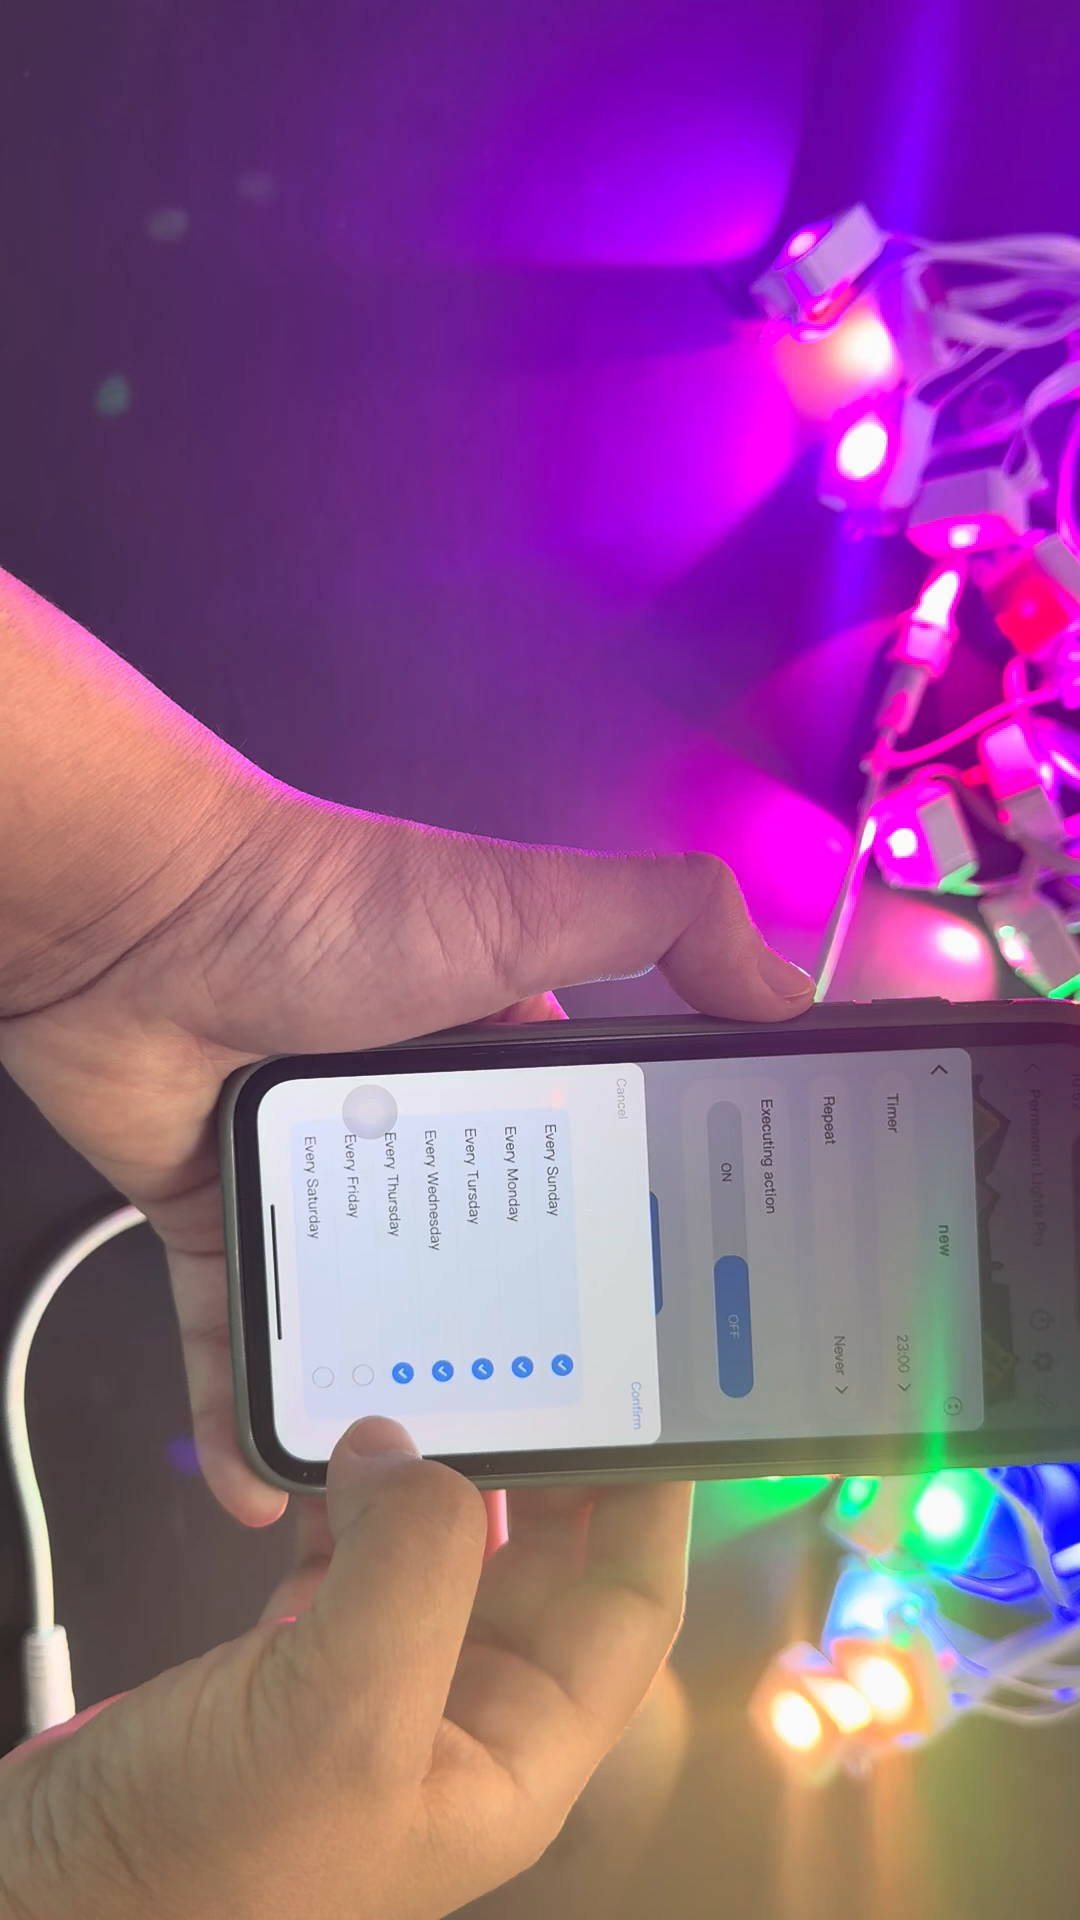 Permanent Lights Pro
new
Timer 23:00
Repeat Never
Executing action
ON OFF
Cancel Confirm
Every Sunday
Every Monday
Every Tursday
Every Wednesday
Every Thursday
Every Friday
Every Saturday